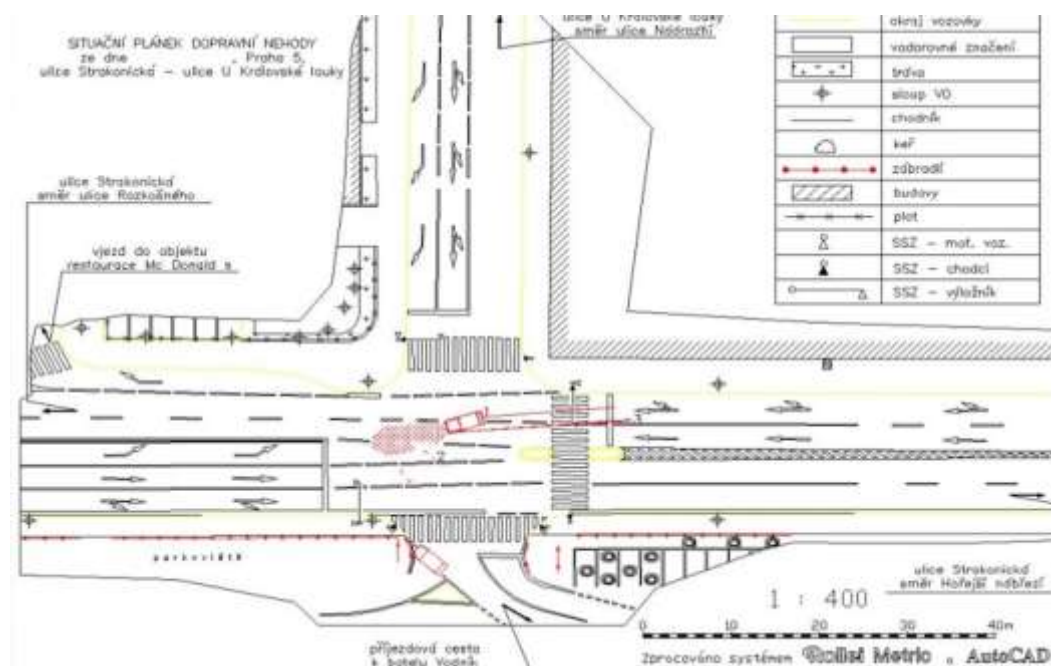 SITUAČNÍ PLÁNEK DOPRAVNÍ NEHODY
ze dne , Praha 5,
ulice Strakonická – ulice U Královské louky
ulice U Královské louky
směr ulice Nádražní
okraj vozovky
vodorovné značení
tráva
sloup VO
chodník
keř
zábradlí
budovy
plot
SSZ – mot. voz.
SSZ – chodci
SSZ – výložník
ulice Strakonická
směr ulice Rozkošného
vjezd do objektu
restaurace Mc Donald s
2
parkoviště
ulice Strakonická
směr Hořejší nábřeží
1 : 400
0 10 20 30 40m
příjezdová cesta
k botelu Vodník
Zpracováno systémem Rollei Metric a AutoCAD